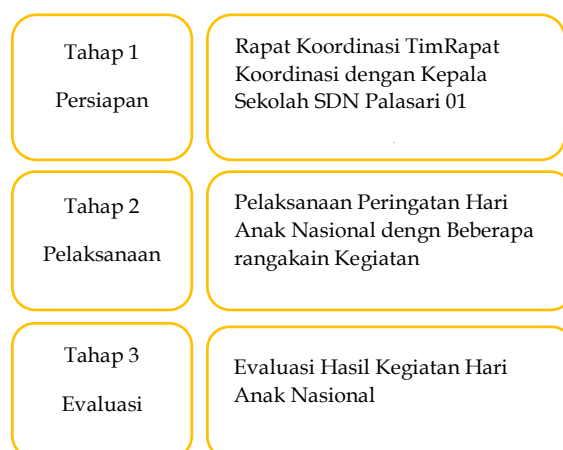 Tahap 1
Persiapan
Rapat Koordinasi TimRapat
Koordinasi dengan Kepala
Sekolah SDN Palasari 01
Tahap 2
Pelaksanaan
Pelaksanaan Peringatan Hari
Anak Nasional dengn Beberapa
rangakain Kegiatan
Tahap 3
Evaluasi
Evaluasi Hasil Kegiatan Hari
Anak Nasional